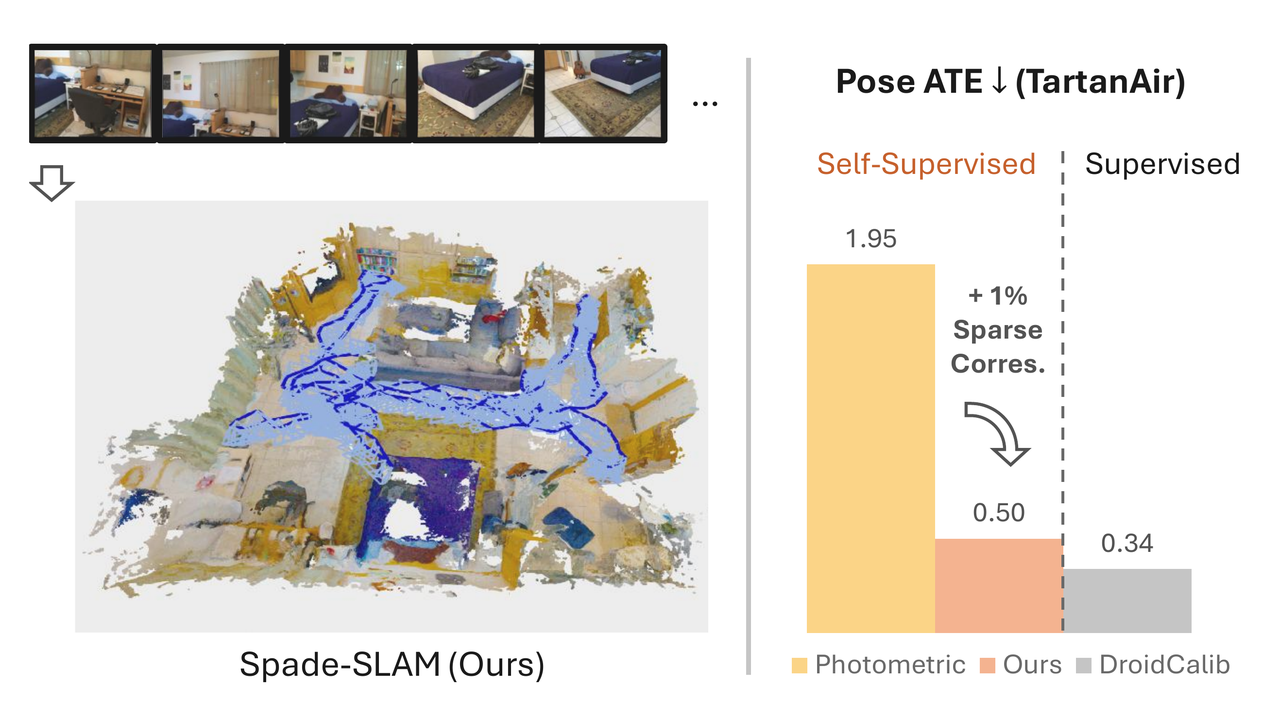 ...
Spade-SLAM (Ours)
Pose ATE ↓ (TartanAir)
Self-Supervised
Supervised
1.95
+ 1%
Sparse
Corres.
0.50
0.34
Photometric
Ours
DroidCalib